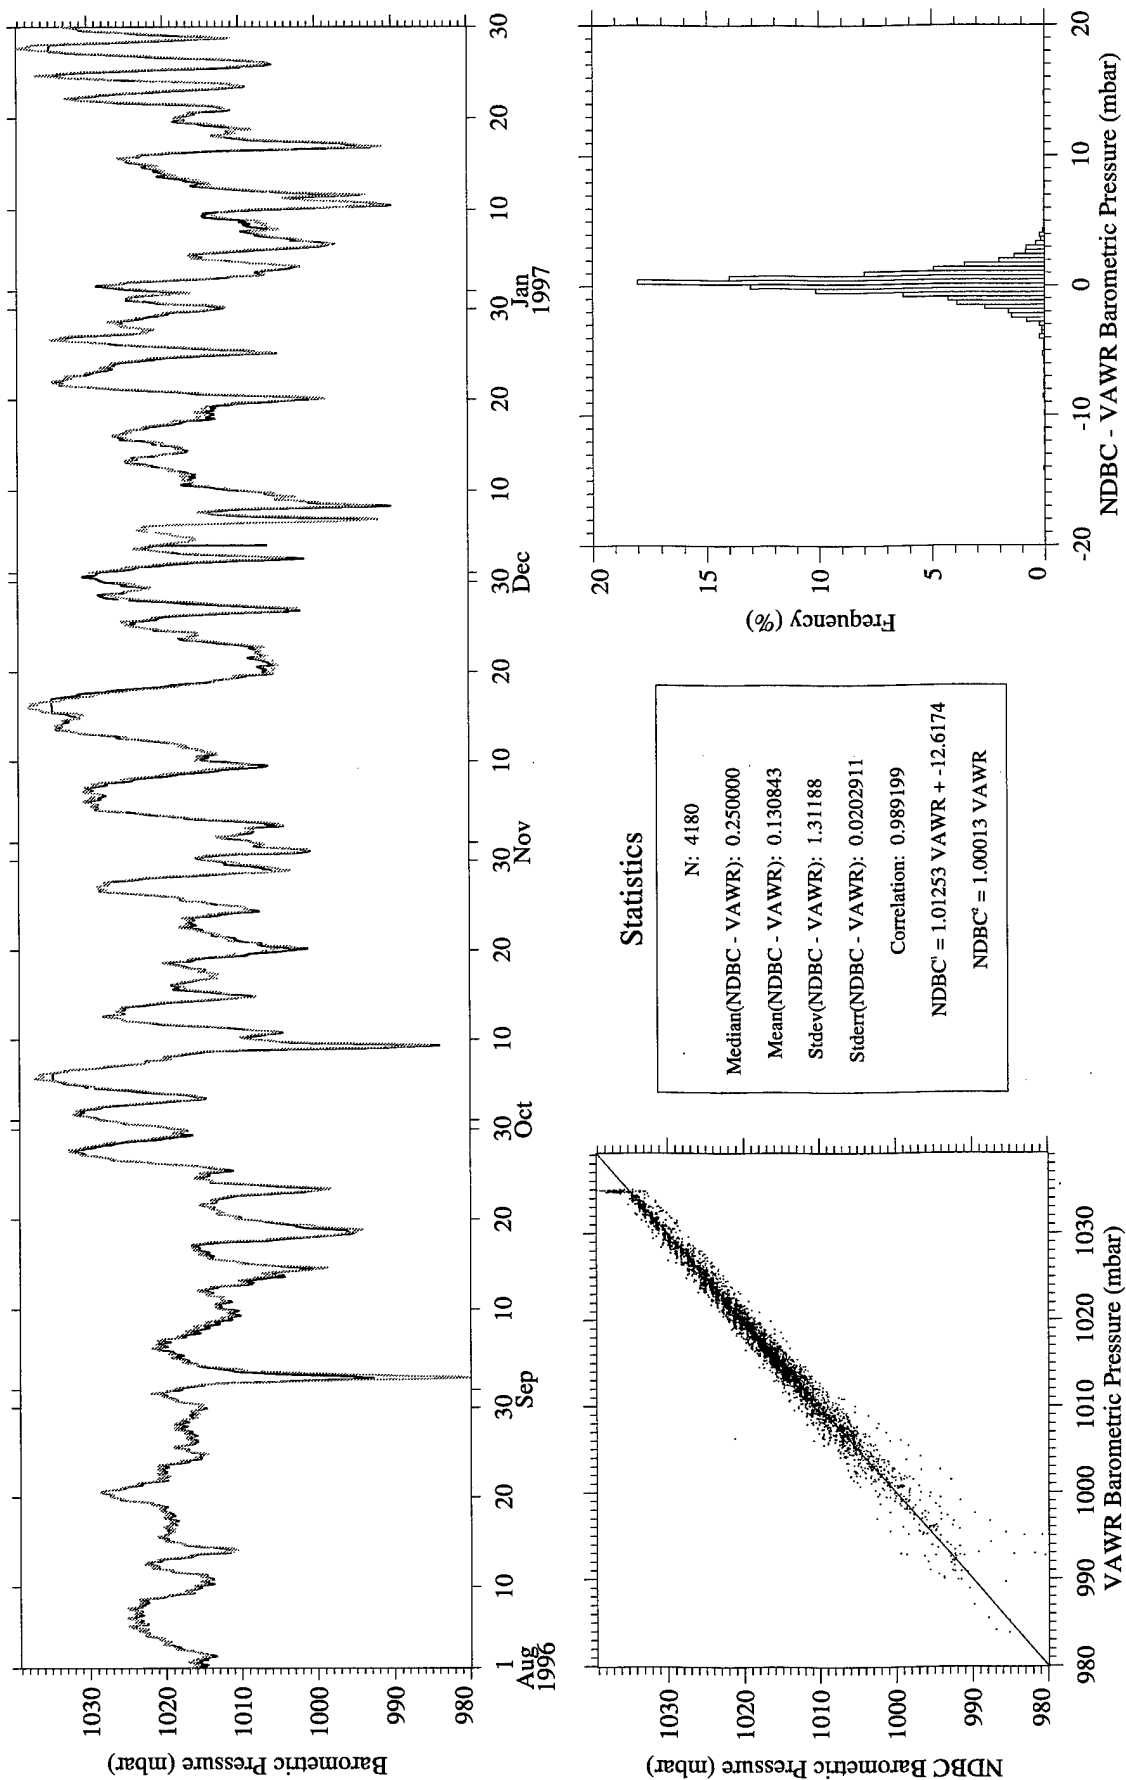 Barometric Pressure (mbar)
1030
1020
1010
1000
990
980
1 10 20 30 10 20 30 10 20 30 10 20 30 10 20 30 10 20 30
Aug Sep Oct Nov Dec Jan
1996 1997
NDBC Barometric Pressure (mbar)
1030
1020
1010
1000
990
980
980 990 1000 1010 1020 1030
VAWR Barometric Pressure (mbar)
Statistics
N: 4180
Median(NDBC - VAWR): 0.250000
Mean(NDBC - VAWR): 0.130843
Stdev(NDBC - VAWR): 1.31188
Stderr(NDBC - VAWR): 0.0202911
Correlation: 0.989199
NDBC¹ = 1.01253 VAWR + -12.6174
NDBC² = 1.00013 VAWR
Frequency (%)
20
15
10
5
0
-20 -10 0 10 20
NDBC - VAWR Barometric Pressure (mbar)